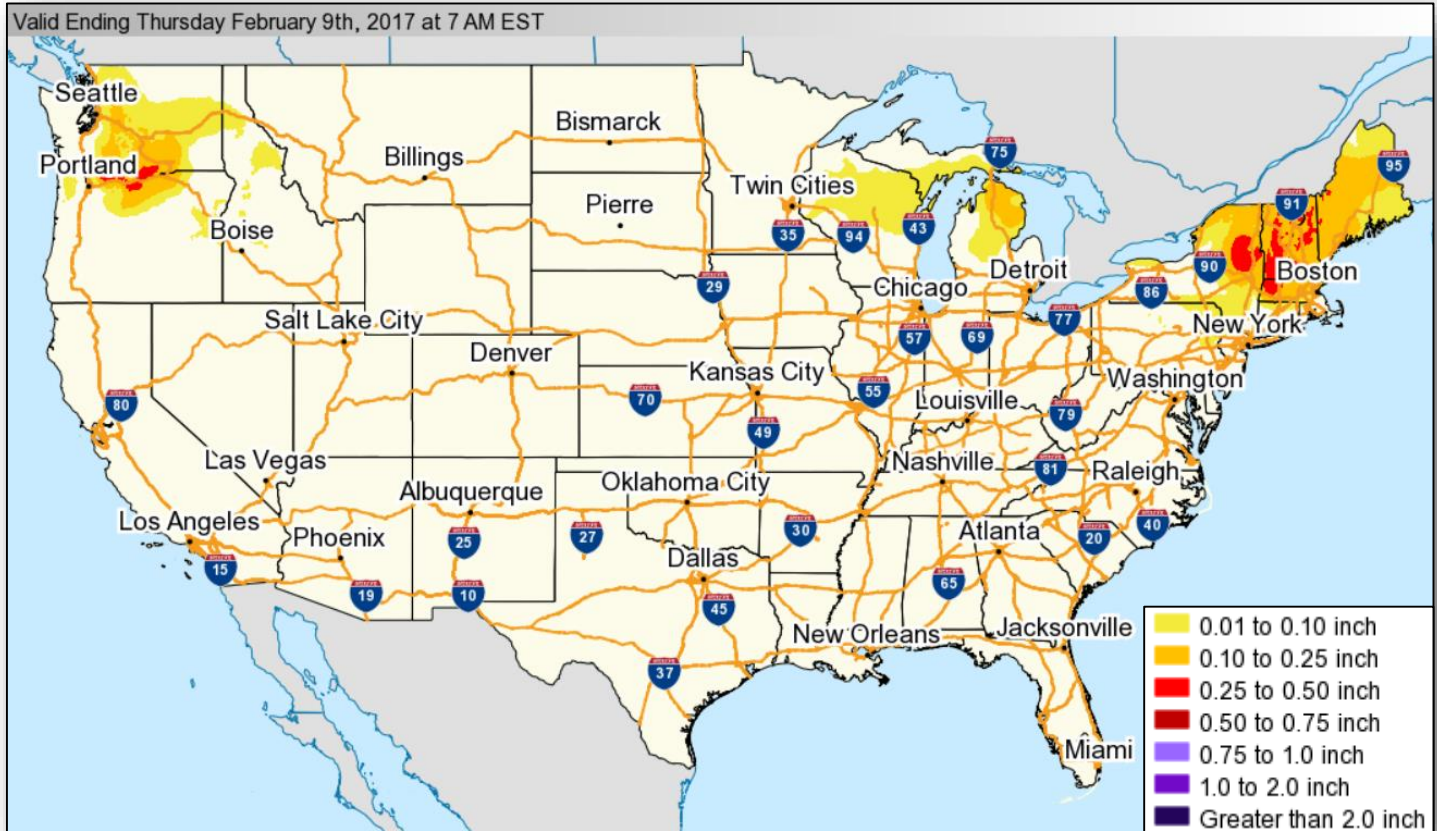 Valid Ending Thursday February 9th, 2017 at 7 AM EST
Seattle
Portland
Boise
Billings
Bismarck
Pierre
Twin Cities
75
95
91
35
94
43
90
Boston
Detroit
86
Chicago
29
77
New York
Salt Lake City
Denver
57
69
Kansas City
Washington
80
70
55
Louisville
79
49
Las Vegas
Nashville
81
Raleigh
Albuquerque
Oklahoma City
Los Angeles
Phoenix
25
27
30
Atlanta
20
40
15
Dallas
19
10
45
65
New Orleans
Jacksonville
37
Miami
0.01 to 0.10 inch
0.10 to 0.25 inch
0.25 to 0.50 inch
0.50 to 0.75 inch
0.75 to 1.0 inch
1.0 to 2.0 inch
Greater than 2.0 inch